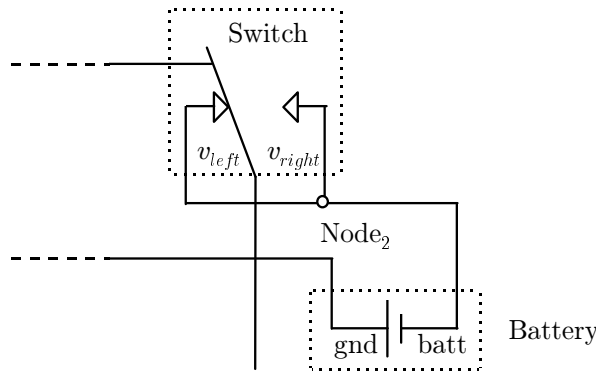 Switch
v_left v_right
Node_2
Battery
gnd batt